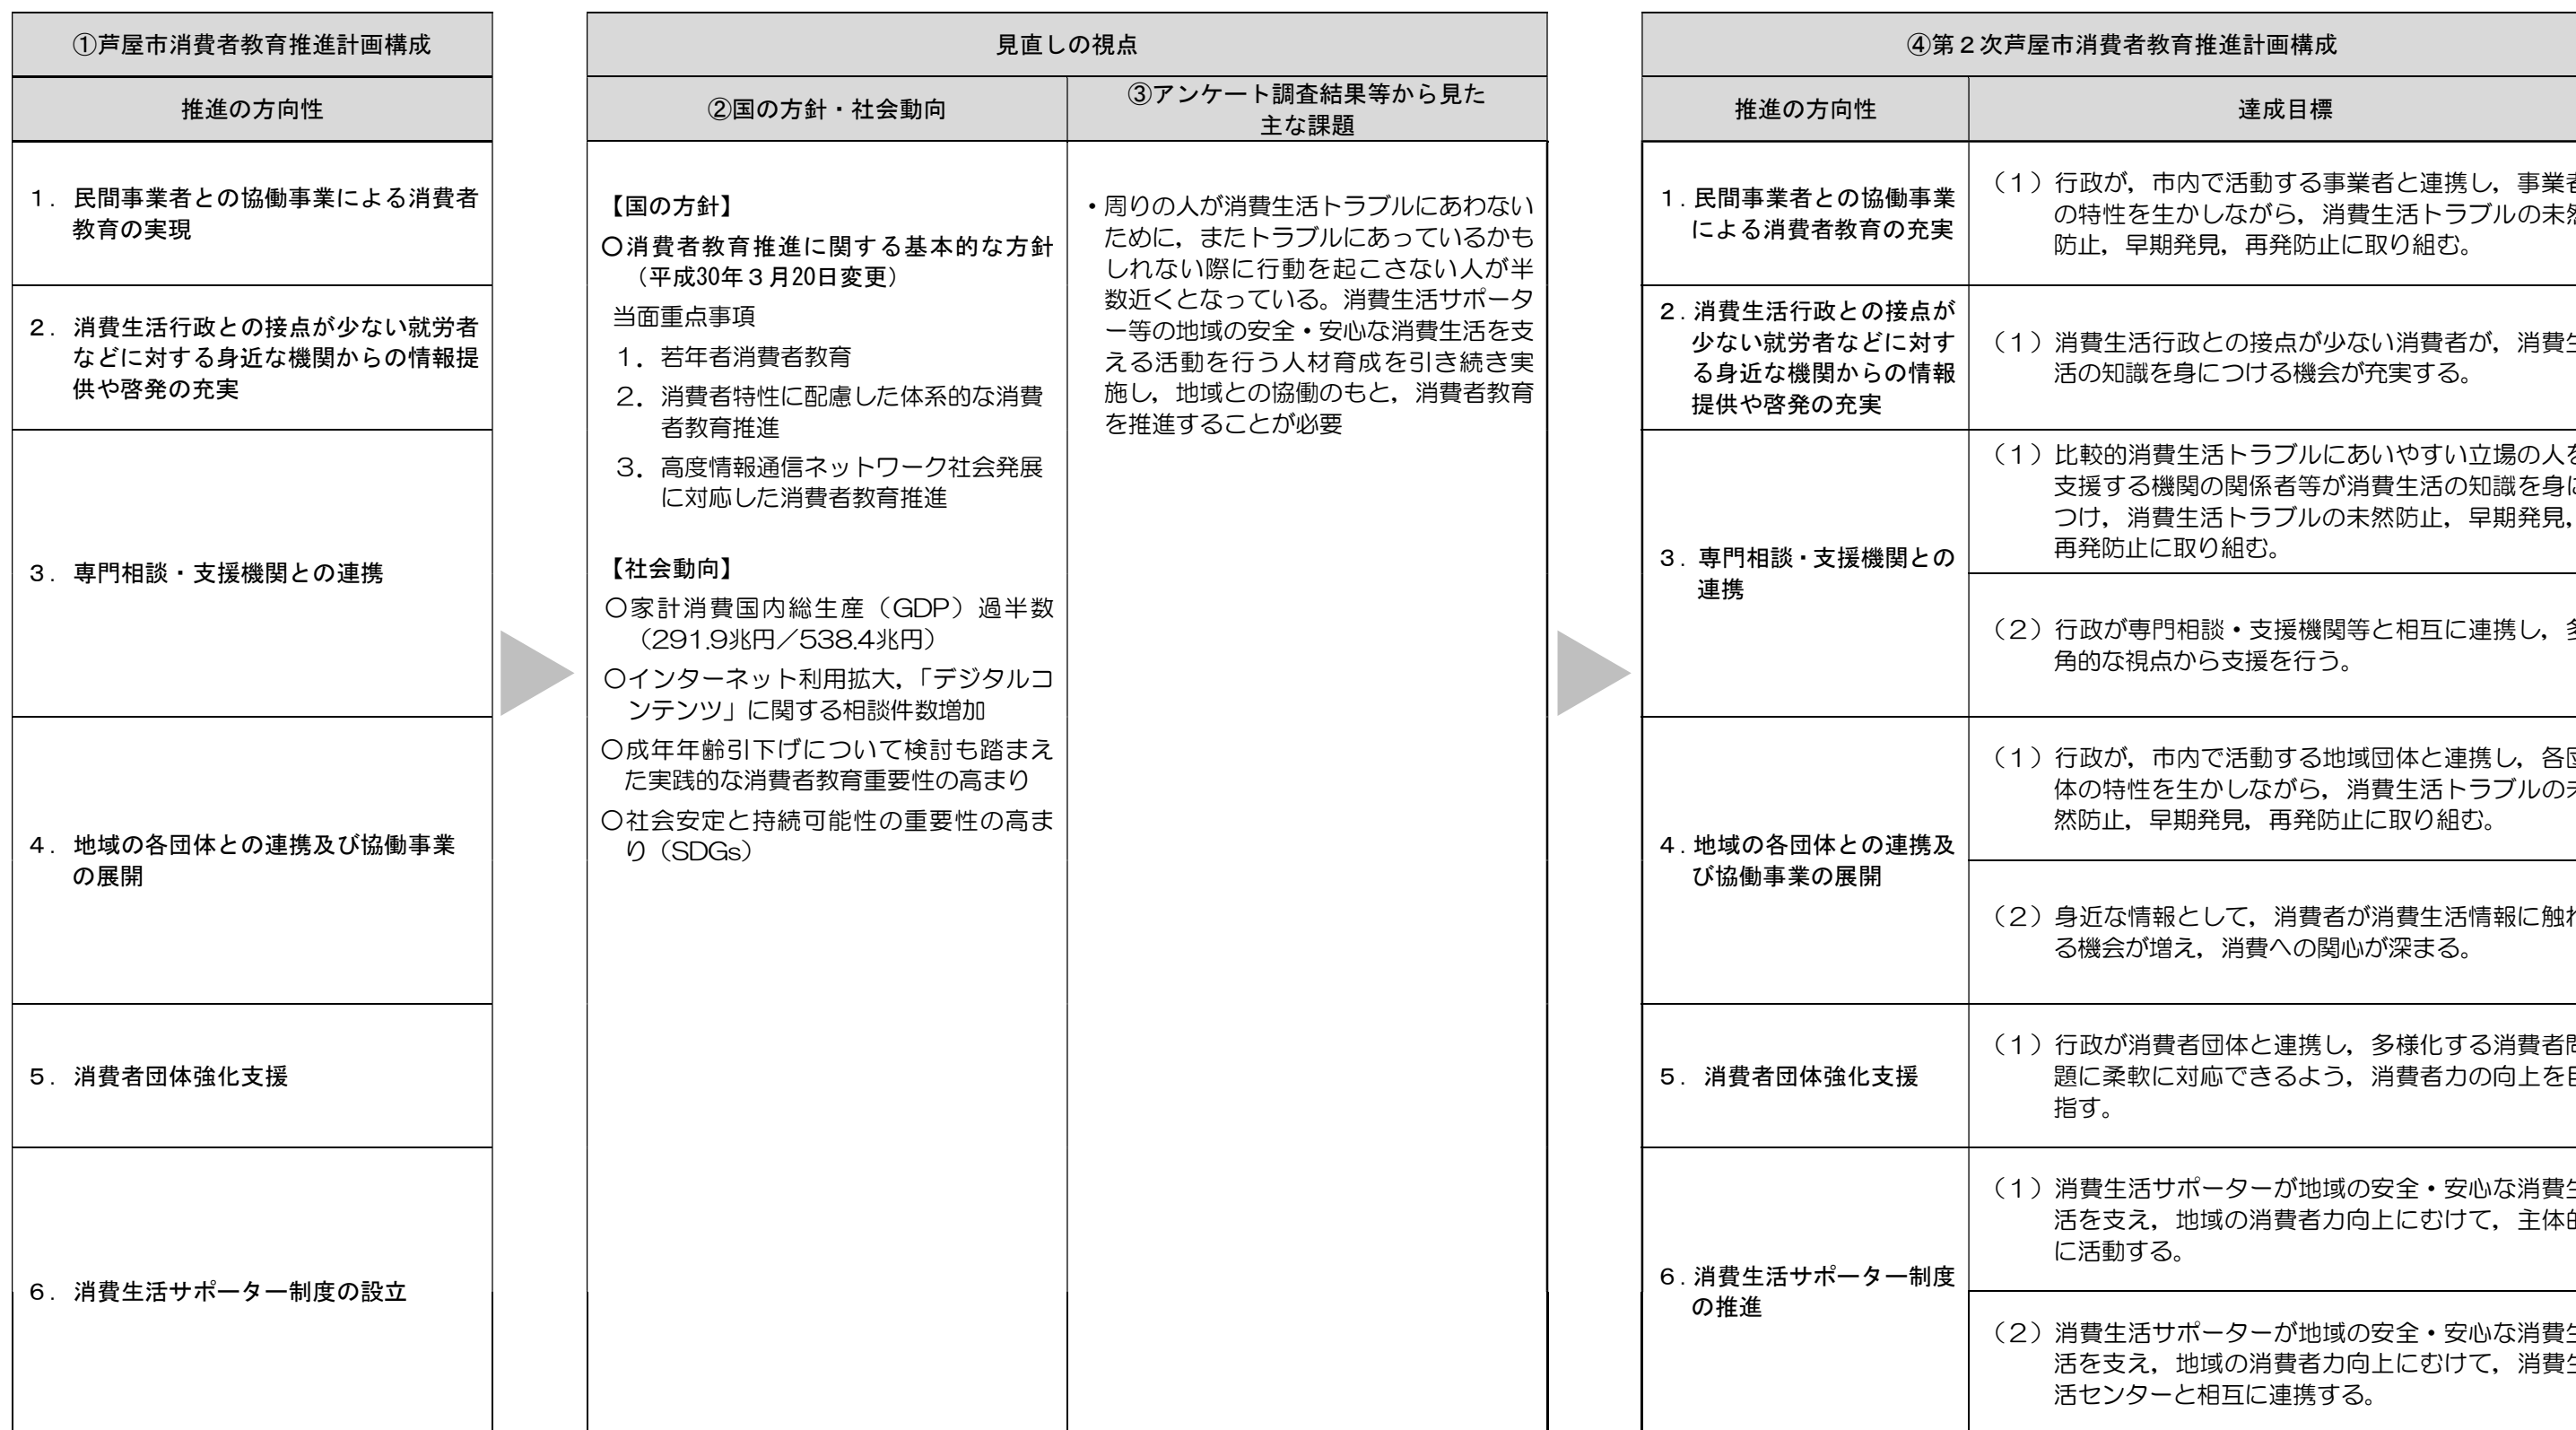 ①芦屋市消費者教育推進計画構成
推進の方向性
1. 民間事業者との協働事業による消費者
教育の実現
2. 消費生活行政との接点が少ない就労者
などに対する身近な機関からの情報提
供や啓発の充実
3. 専門相談・支援機関との連携
4. 地域の各団体との連携及び協働事業
の展開
5. 消費者団体強化支援
6. 消費生活サポーター制度の設立
見直しの視点
②国の方針・社会動向
【国の方針】
○消費者教育推進に関する基本的な方針
（平成30年３月20日変更）
当面重点事項
１．若年者消費者教育
２．消費者特性に配慮した体系的な消費
者教育推進
３．高度情報通信ネットワーク社会発展
に対応した消費者教育推進
【社会動向】
○家計消費国内総生産（GDP）過半数
（291.9兆円／538.4兆円）
○インターネット利用拡大，「デジタルコ
ンテンツ」に関する相談件数増加
○成年年齢引下げについて検討も踏まえ
た実践的な消費者教育重要性の高まり
○社会安定と持続可能性の重要性の高ま
り（SDGs）
③アンケート調査結果等から見た
主な課題
・周りの人が消費生活トラブルにあわない
ために，またトラブルにあっているかも
しれない際に行動を起こさない人が半
数近くとなっている。消費生活サポータ
ー等の地域の安全・安心な消費生活を支
える活動を行う人材育成を引き続き実
施し，地域との協働のもと，消費者教育
を推進することが必要
④第２次芦屋市消費者教育推進計画構成
推進の方向性
達成目標
1. 民間事業者との協働事業
による消費者教育の充実
（１）行政が，市内で活動する事業者と連携し，事業
の特性を生かしながら，消費生活トラブルの未
防止，早期発見，再発防止に取り組む。
2. 消費生活行政との接点が
少ない就労者などに対す
る身近な機関からの情報
提供や啓発の充実
（１）消費生活行政との接点が少ない消費者が，消費
活の知識を身につける機会が充実する。
3. 専門相談・支援機関との
連携
（１）比較的消費生活トラブルにあいやすい立場の人
支援する機関の関係者等が消費生活の知識を身
つけ，消費生活トラブルの未然防止，早期発見，
再発防止に取り組む。
（２）行政が専門相談・支援機関等と相互に連携し，
角的な視点から支援を行う。
4. 地域の各団体との連携及
び協働事業の展開
（１）行政が，市内で活動する地域団体と連携し，各
体の特性を生かしながら，消費生活トラブルの
然防止，早期発見，再発防止に取り組む。
（２）身近な情報として，消費者が消費生活情報に触
る機会が増え，消費への関心が深まる。
5. 消費者団体強化支援
（１）行政が消費者団体と連携し，多様化する消費者
題に柔軟に対応できるよう，消費者力の向上を
指す。
6. 消費生活サポーター制度
の推進
（１）消費生活サポーターが地域の安全・安心な消費
活を支え，地域の消費者力向上にむけて，主体
に活動する。
（２）消費生活サポーターが地域の安全・安心な消費
活を支え，地域の消費者力向上にむけて，消費
活センターと相互に連携する。